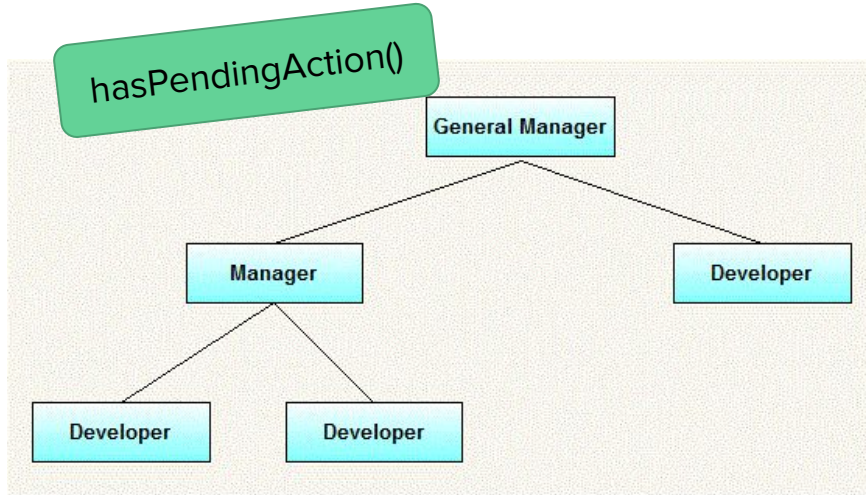 hasPendingAction()
General Manager
Manager
Developer
Developer
Developer